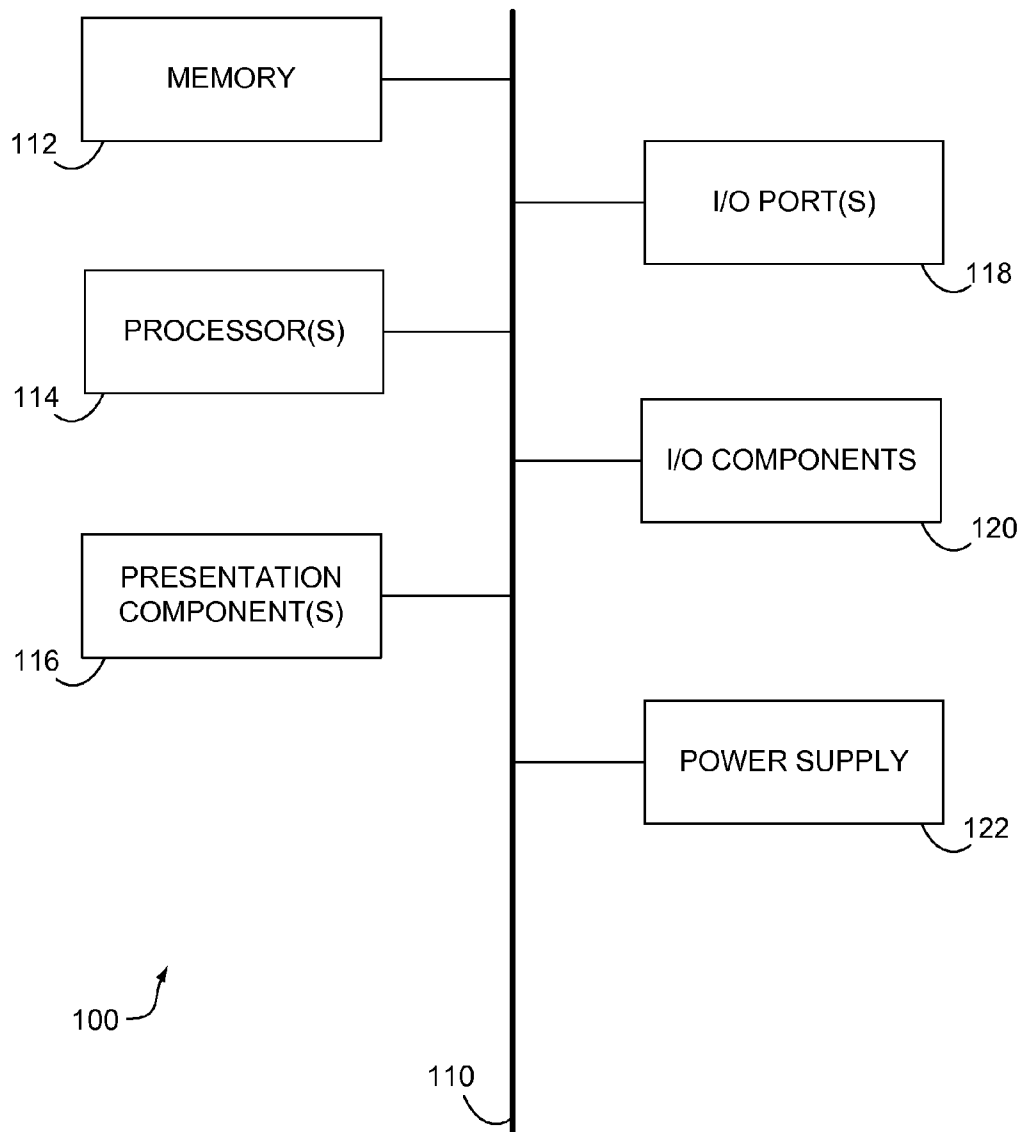 MEMORY
112
I/O PORT(S)
118
PROCESSOR(S)
114
I/O COMPONENTS
120
PRESENTATION
COMPONENT(S)
116
POWER SUPPLY
122
100
110